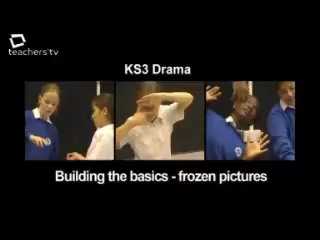 teachers'tv
KS3 Drama
Building the basics - frozen pictures